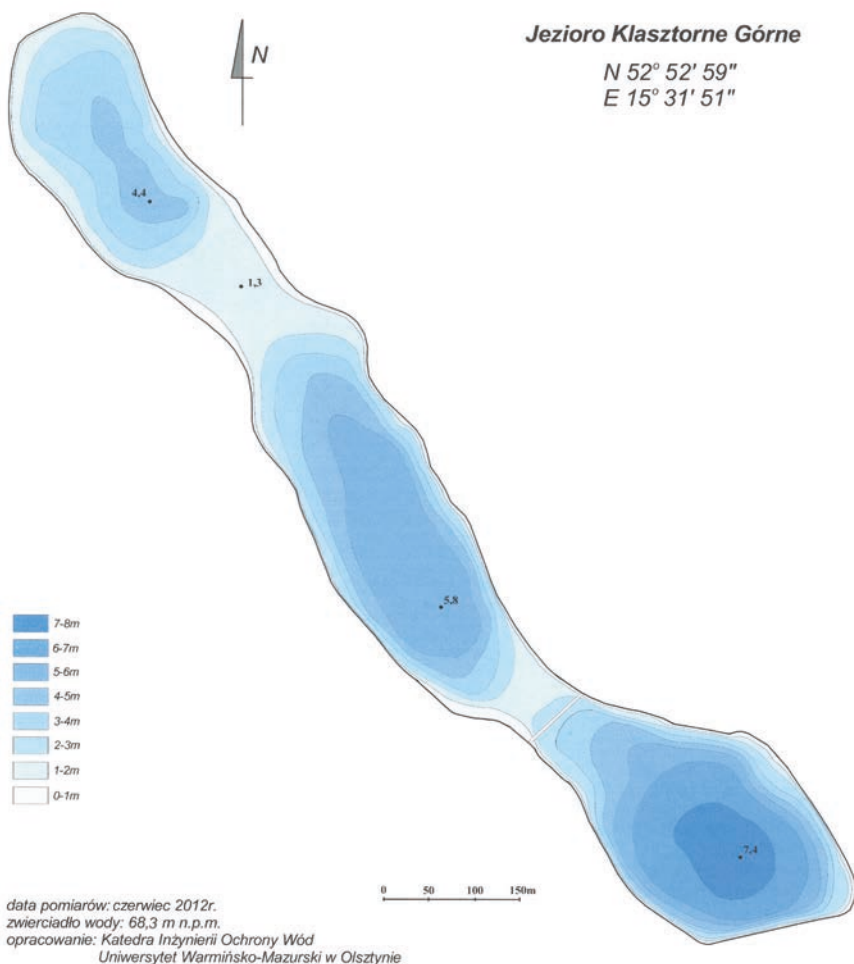 Jezioro Klasztorne Górne
N 52° 52' 59"
E 15° 31' 51"
N
4,4
1,3
5,8
7,4
7-8m
6-7m
5-6m
4-5m
3-4m
2-3m
1-2m
0-1m
0 50 100 150m
data pomiarów: czerwiec 2012r.
zwierciadło wody: 68,3 m n.p.m.
opracowanie: Katedra Inżynierii Ochrony Wód
Uniwersytet Warmińsko-Mazurski w Olsztynie